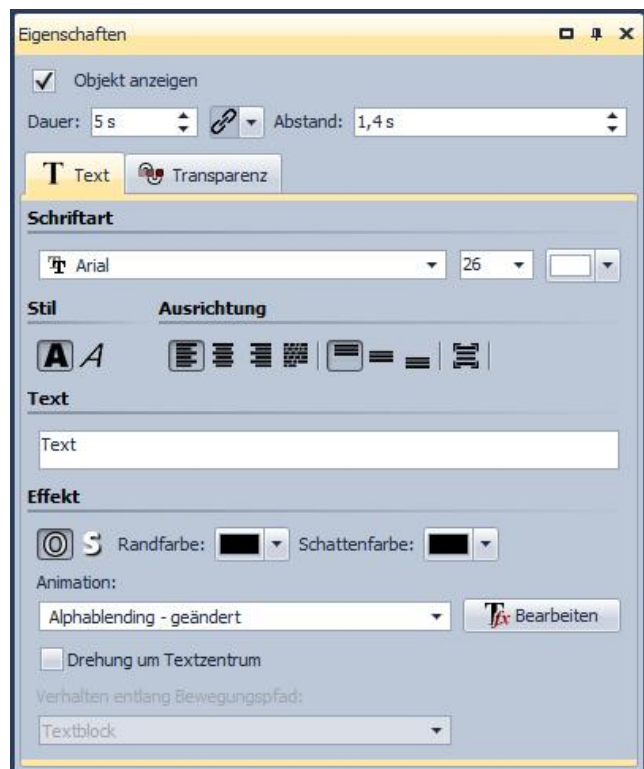 Eigenschaften
Objekt anzeigen
Dauer: 5 s Abstand: 1,4 s
T Text Transparenz
Schriftart
Arial 26
Stil Ausrichtung
A A
Text
Text
Effekt
O S Randfarbe: Schattenfarbe:
Animation:
Alphablending - geändert Tfx Bearbeiten
Drehung um Textzentrum
Verhalten entlang Bewegungspfad:
Textblock